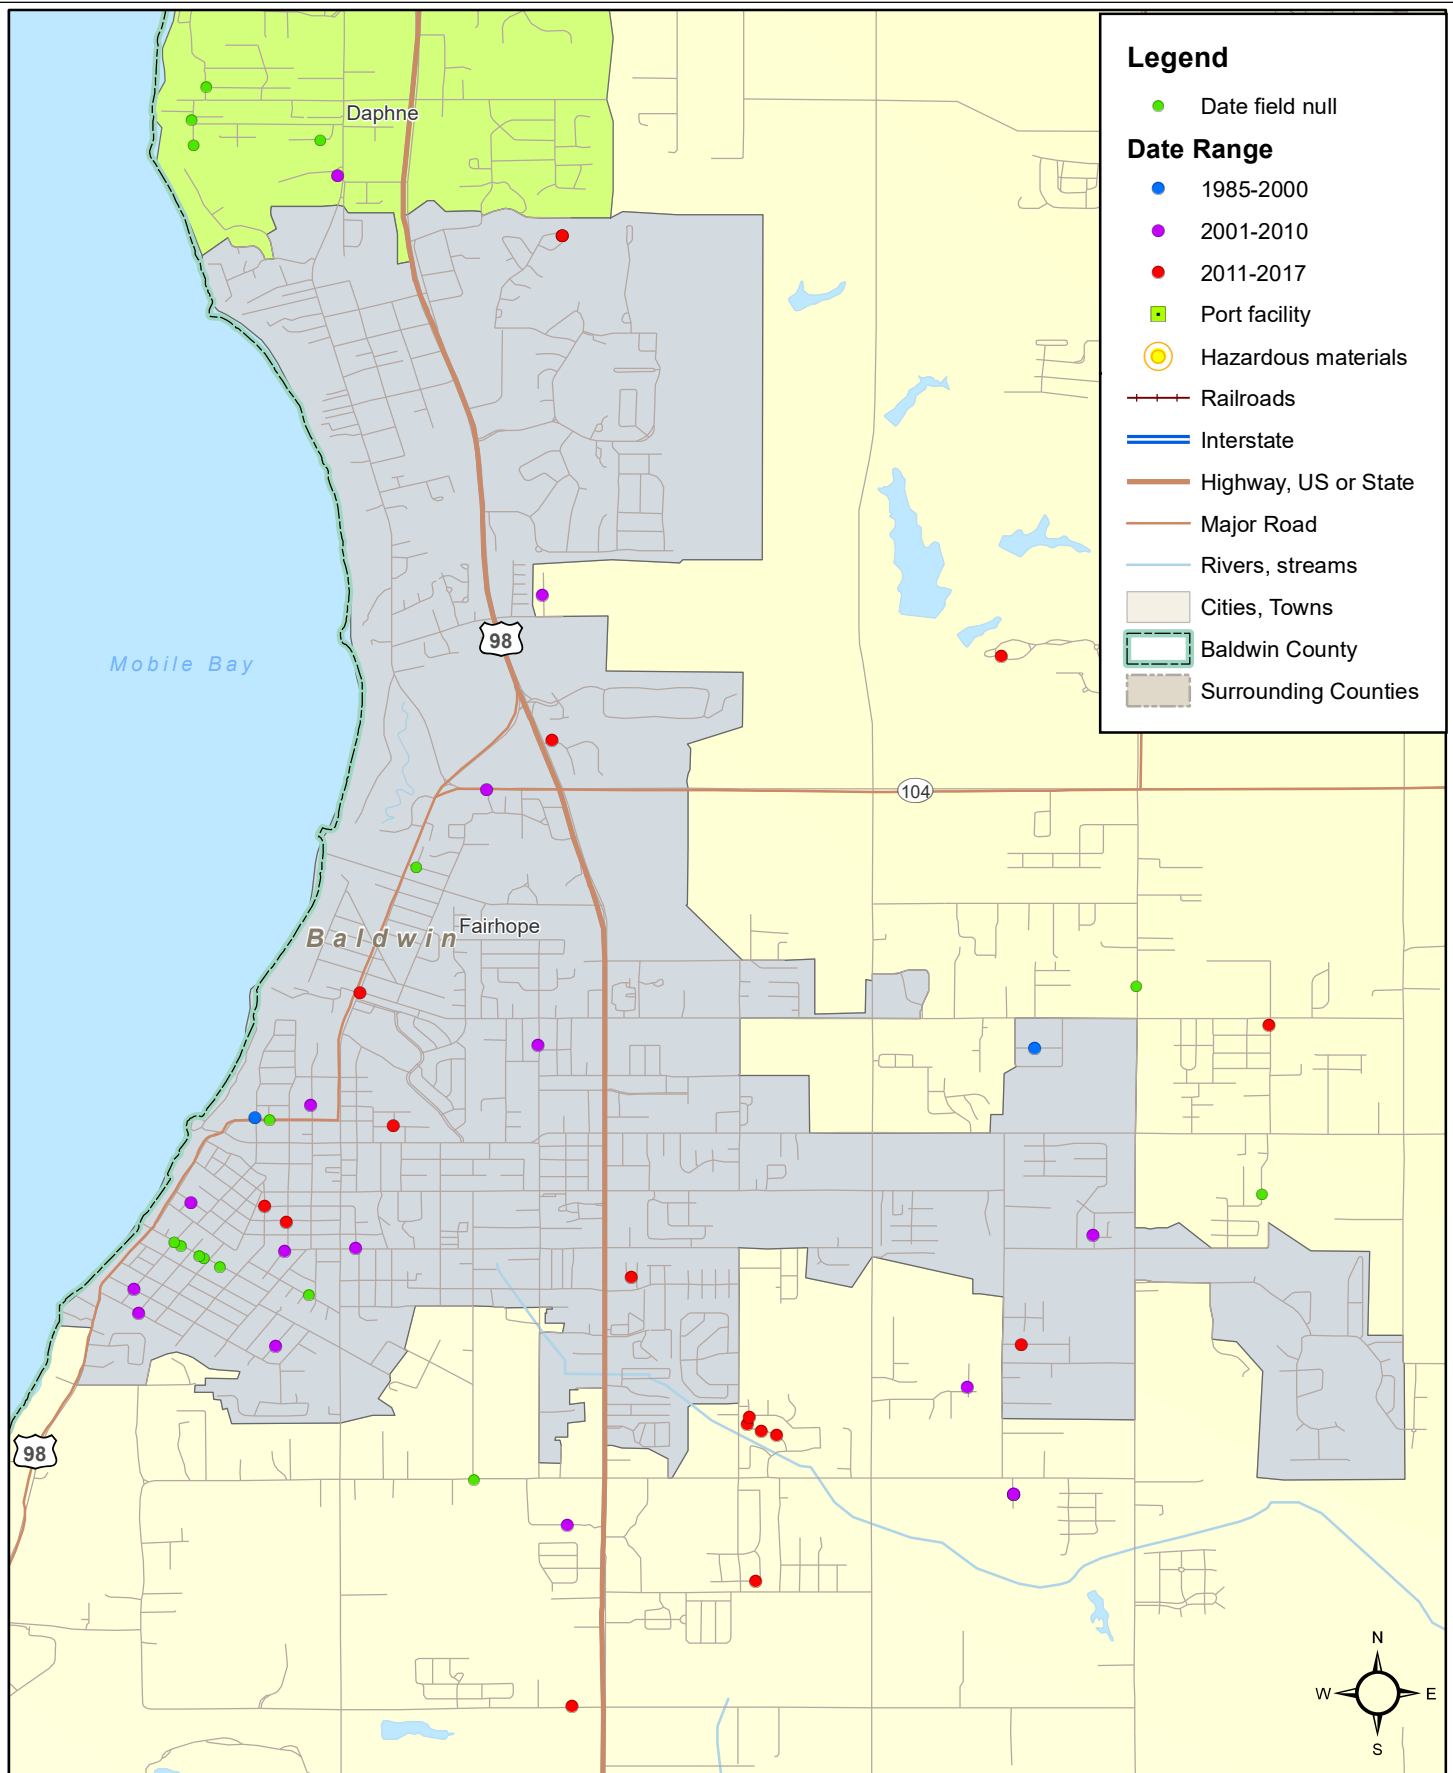 Legend
Date field null
Date Range
1985-2000
2001-2010
2011-2017
Port facility
Hazardous materials
Railroads
Interstate
Highway, US or State
Major Road
Rivers, streams
Cities, Towns
Baldwin County
Surrounding Counties
Daphne
98
Mobile Bay
104
Fairhope
Baldwin
98
N
W
E
S